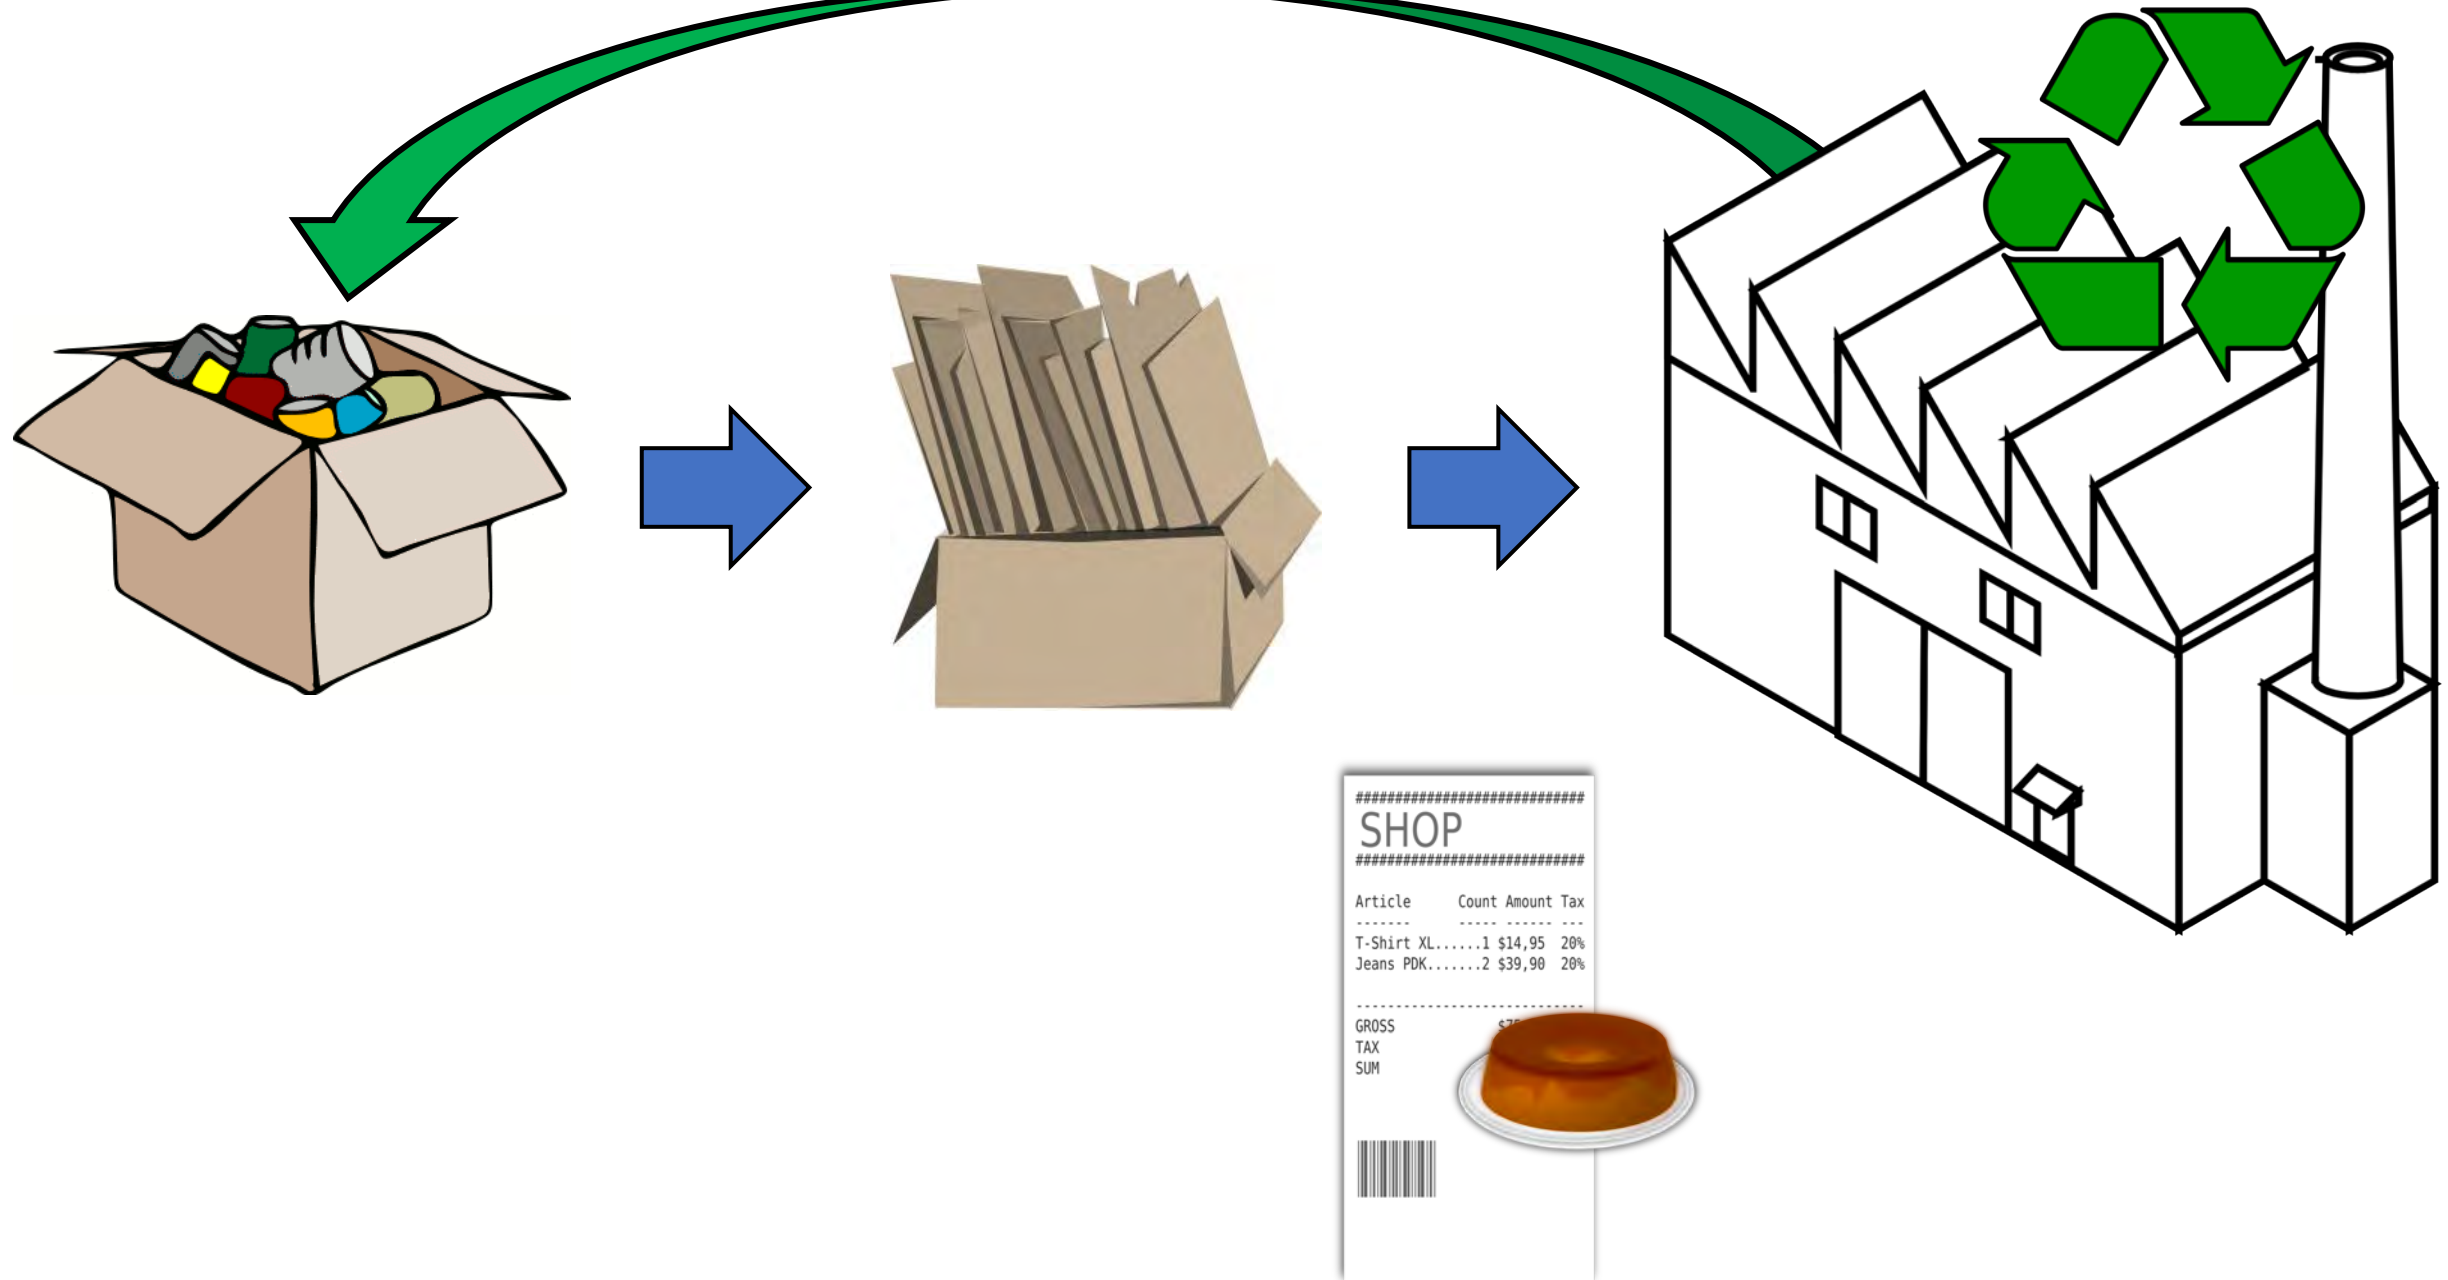 ############################
SHOP
############################
Article Count Amount Tax
------- ----- ------ ---
T-Shirt XL......1 $14,95 20%
Jeans PDK.......2 $39,90 20%
-----------------------------
GROSS
TAX
SUM